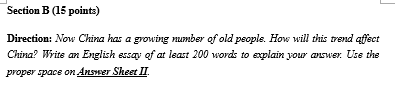 Section B (15 points)
Direction: Now China has a growing number of old people. How will this trend affect
China? Write an English essay of at least 200 words to explain your answer. Use the
proper space on Answer Sheet II.